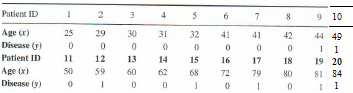 Patient ID 1 2 3 4 5 6 7 8 9 10
Age (x) 25 29 30 31 32 41 41 42 44 49
Disease (y) 0 0 0 0 0 0 0 0 1 1
Patient ID 11 12 13 14 15 16 17 18 19 20
Age (x) 50 59 60 62 68 72 79 80 81 84
Disease (y) 0 1 0 0 1 0 1 0 1 1